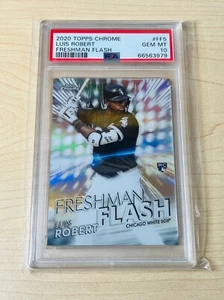 2020 TOPPS CHROME #FF5
LUIS ROBERT GEM MT
FRESHMAN FLASH 10
PSA 66563979
FRESHMAN
FLASH
LUIS
ROBERT
CHICAGO WHITE SOX